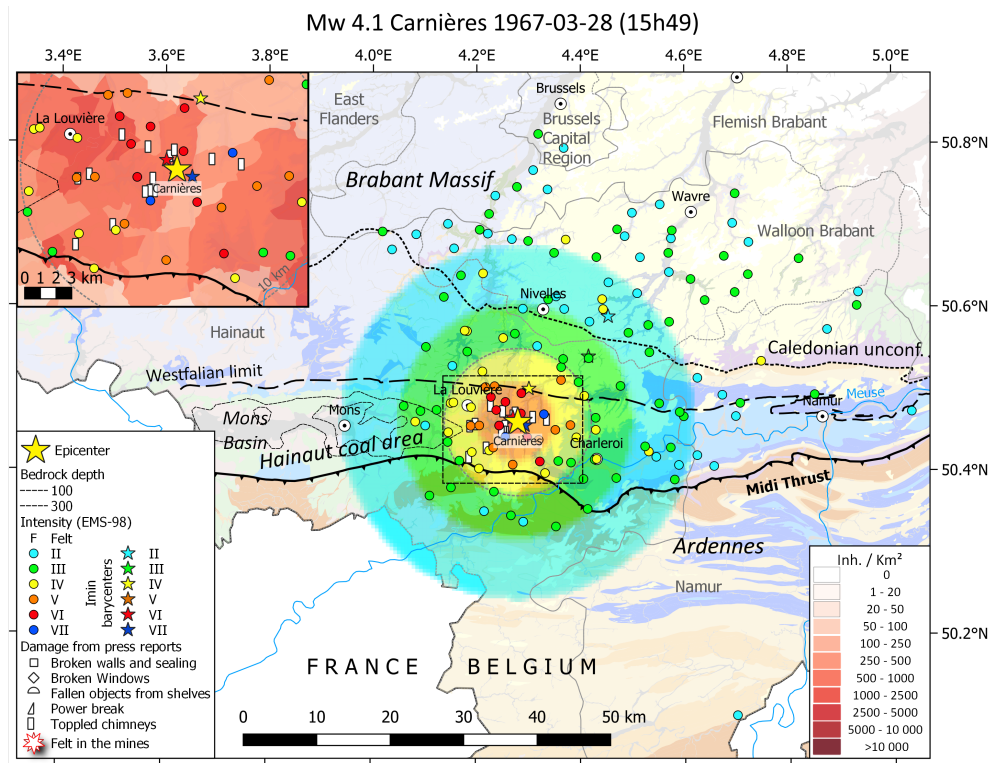 Mw 4.1 Carnières 1967-03-28 (15h49)
3.4°E
3.6°E
3.8°E
4.0°E
4.2°E
4.4°E
4.6°E
4.8°E
5.0°E
La Louvière
Carnières
0 1 2 3 km
10 km
East
Flanders
Brussels
Brussels
Capital
Region
Flemish Brabant
Brabant Massif
Wavre
Walloon Brabant
50.8°N
Hainaut
Nivelles
50.6°N
Caledonian unconf.
Westfalian limit
La Louvière
Namur
Meuse
Mons
Basin
Mons
Hainaut coal area
Carnières
Charleroi
50.4°N
Midi Thrust
Ardennes
Namur
50.2°N
FRANCE
BELGIUM
0 10 20 30 40 50 km
Epicenter
Bedrock depth
100
300
Intensity (EMS-98)
F Felt
II II
III III
IV IV
V V
VI VI
VII VII
Imin
barycenters
Damage from press reports
Broken walls and sealing
Broken Windows
Fallen objects from shelves
Power break
Toppled chimneys
Felt in the mines
Inh. / Km²
0
1 - 20
20 - 50
50 - 100
100 - 250
250 - 500
500 - 1000
1000 - 2500
2500 - 5000
5000 - 10 000
>10 000